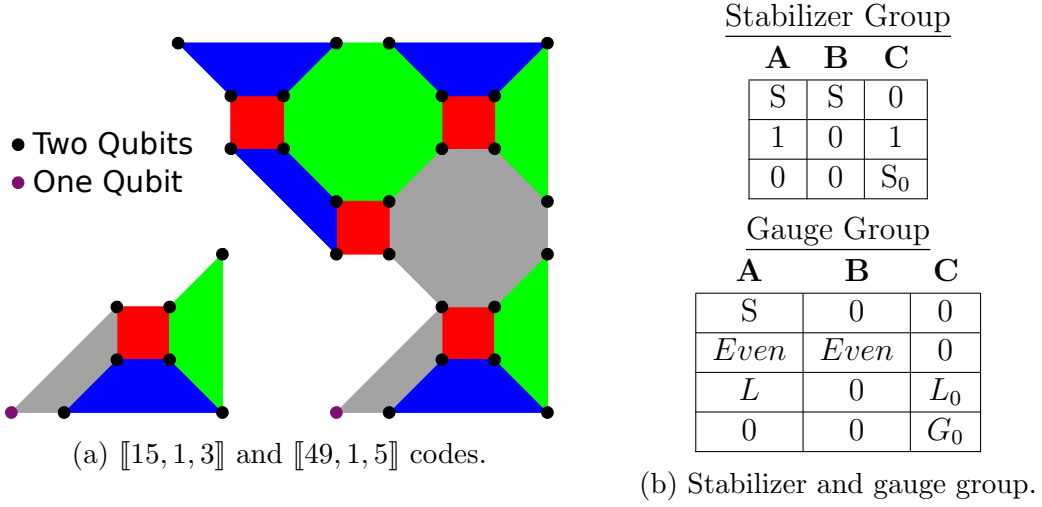 Two Qubits
One Qubit
(a) ⟦15, 1, 3⟧ and ⟦49, 1, 5⟧ codes.
Stabilizer Group
A B C
S S 0
1 0 1
0 0 S₀
Gauge Group
A B C
S 0 0
Even Even 0
L 0 L₀
0 0 G₀
(b) Stabilizer and gauge group.